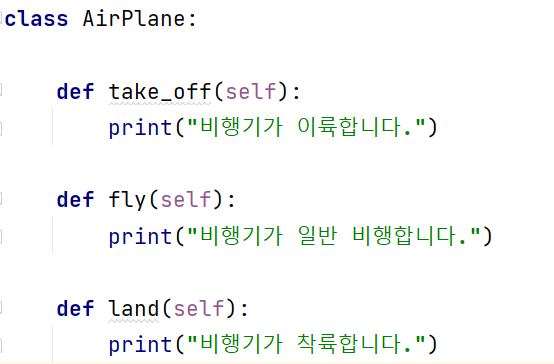 class AirPlane:
def take_off(self):
print("비행기가 이륙합니다.")
def fly(self):
print("비행기가 일반 비행합니다.")
def land(self):
print("비행기가 착륙합니다.")